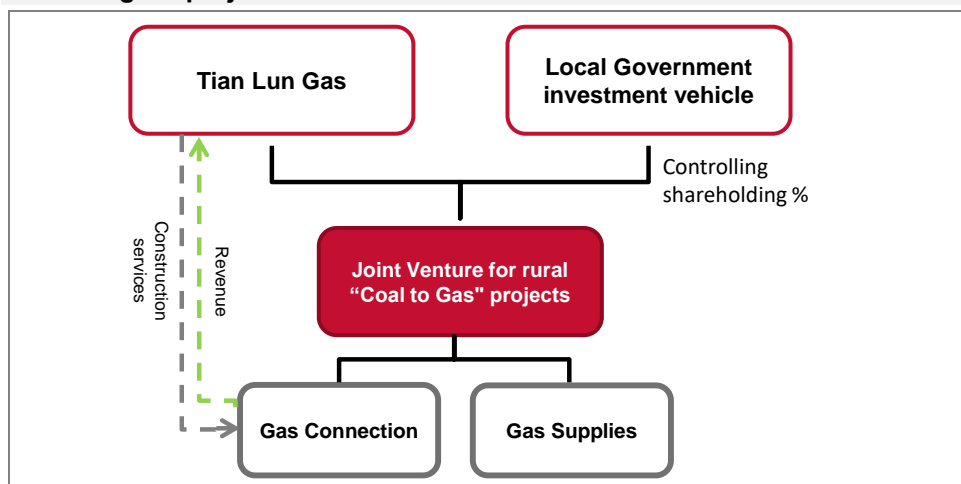 Tian Lun Gas
Local Government
investment vehicle
Controlling
shareholding %
Construction
services
Revenue
Joint Venture for rural
“Coal to Gas" projects
Gas Connection
Gas Supplies